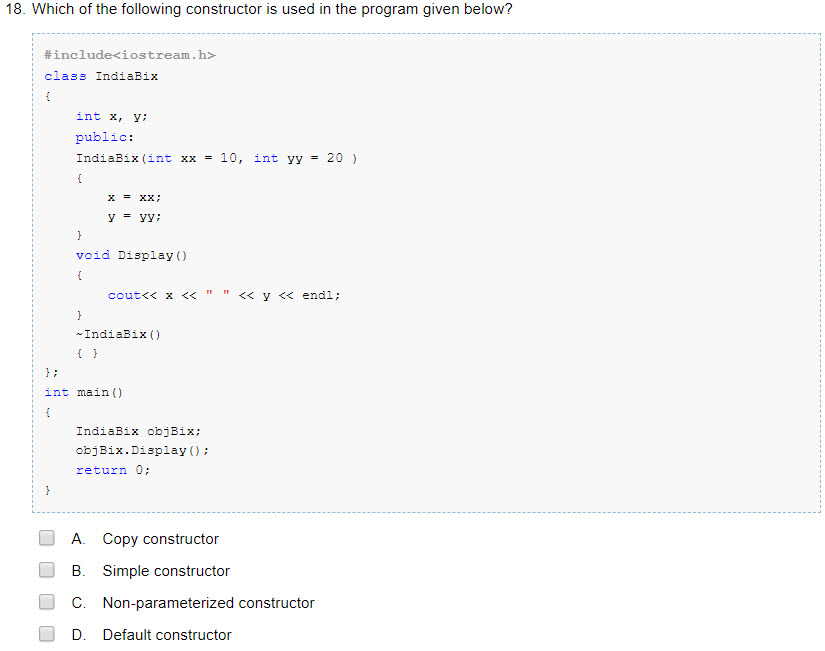 18. Which of the following constructor is used in the program given below?
#include<iostream.h>
class IndiaBix
{
int x, y;
public:
IndiaBix(int xx = 10, int yy = 20 )
{
x = xx;
y = yy;
}
void Display()
{
cout<< x << " " << y << endl;
}
~IndiaBix()
{ }
};
int main()
{
IndiaBix objBix;
objBix.Display();
return 0;
}
A. Copy constructor
B. Simple constructor
C. Non-parameterized constructor
D. Default constructor